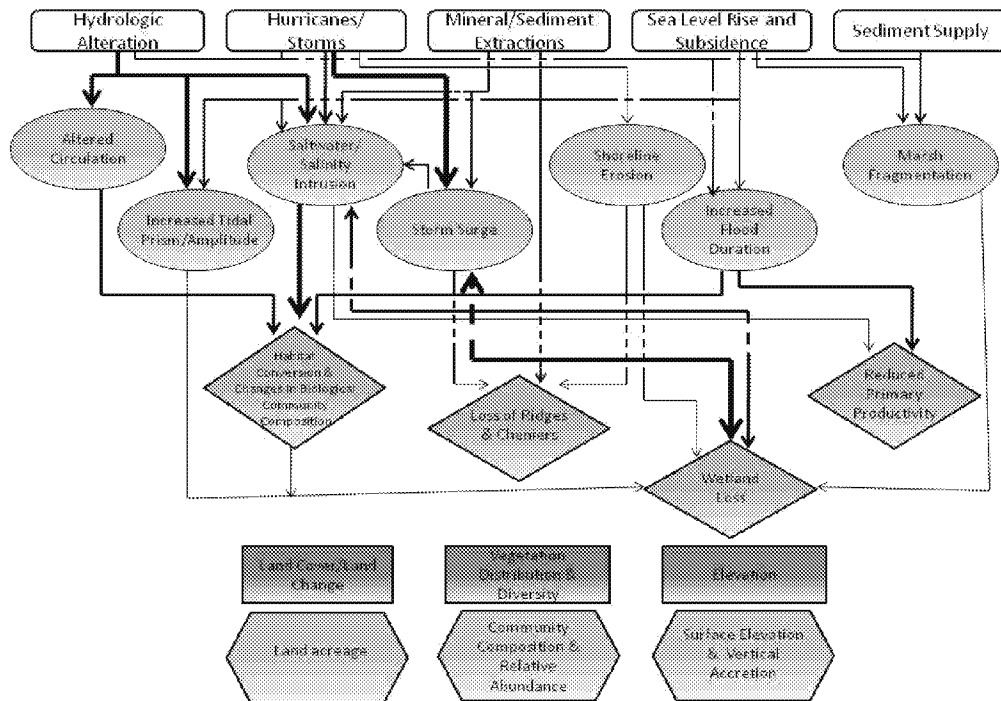 Hydrologic
Alteration
Hurricanes/
Storms
Mineral/Sediment
Extractions
Sea Level Rise and
Subsidence
Sediment Supply
Altered
Circulation
Saltwater/
Salinity
Intrusion
Shoreline
Erosion
Marsh
Fragmentation
Increased Tidal
Prism/Amplitude
Storm Surge
Increased
Flood
Duration
Habitat
Conversion &
Changes in Biological
Community
Composition
Loss of Ridges
& Cheniers
Reduced
Primary
Productivity
Wetland
Loss
Land Cover/Land
Change
Vegetation
Distribution &
Diversity
Elevation
Land acreage
Community
Composition &
Relative
Abundance
Surface Elevation
& Vertical
Accretion